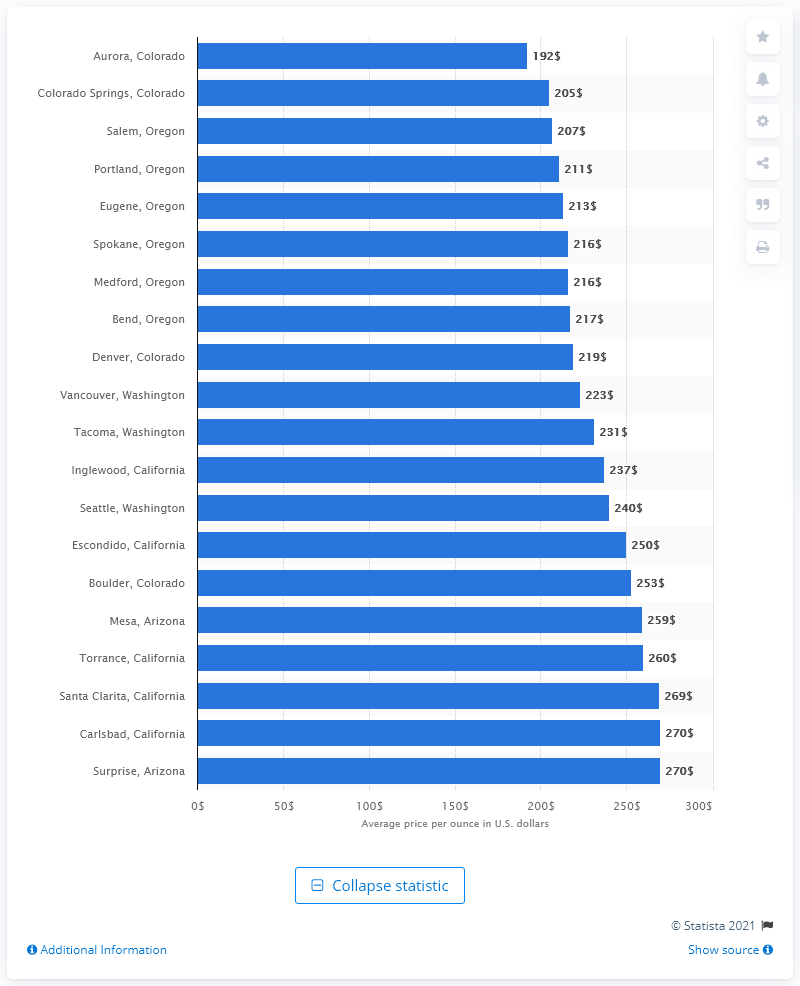 Aurora, Colorado 192$
Colorado Springs, Colorado 205$
Salem, Oregon 207$
Portland, Oregon 211$
Eugene, Oregon 213$
Spokane, Oregon 216$
Medford, Oregon 216$
Bend, Oregon 217$
Denver, Colorado 219$
Vancouver, Washington 223$
Tacoma, Washington 231$
Inglewood, California 237$
Seattle, Washington 240$
Escondido, California 250$
Boulder, Colorado 253$
Mesa, Arizona 259$
Torrance, California 260$
Santa Clarita, California 269$
Carlsbad, California 270$
Surprise, Arizona 270$
0$ 50$ 100$ 150$ 200$ 250$ 300$
Average price per ounce in U.S. dollars
Collapse statistic
© Statista 2021
Additional Information
Show source